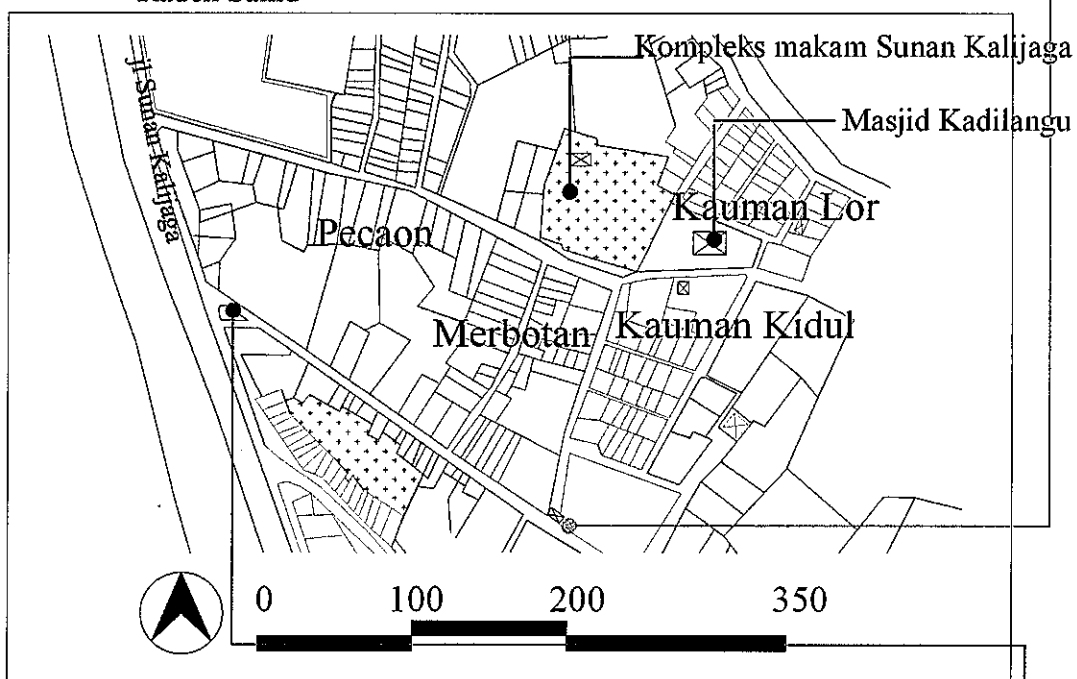 Kompleks makam Sunan Kalijaga
jl Sunan Kalijaga
Masjid Kadilangu
Kauman Lor
Pecaon
Merbotan
Kauman Kidul
0 100 200 350